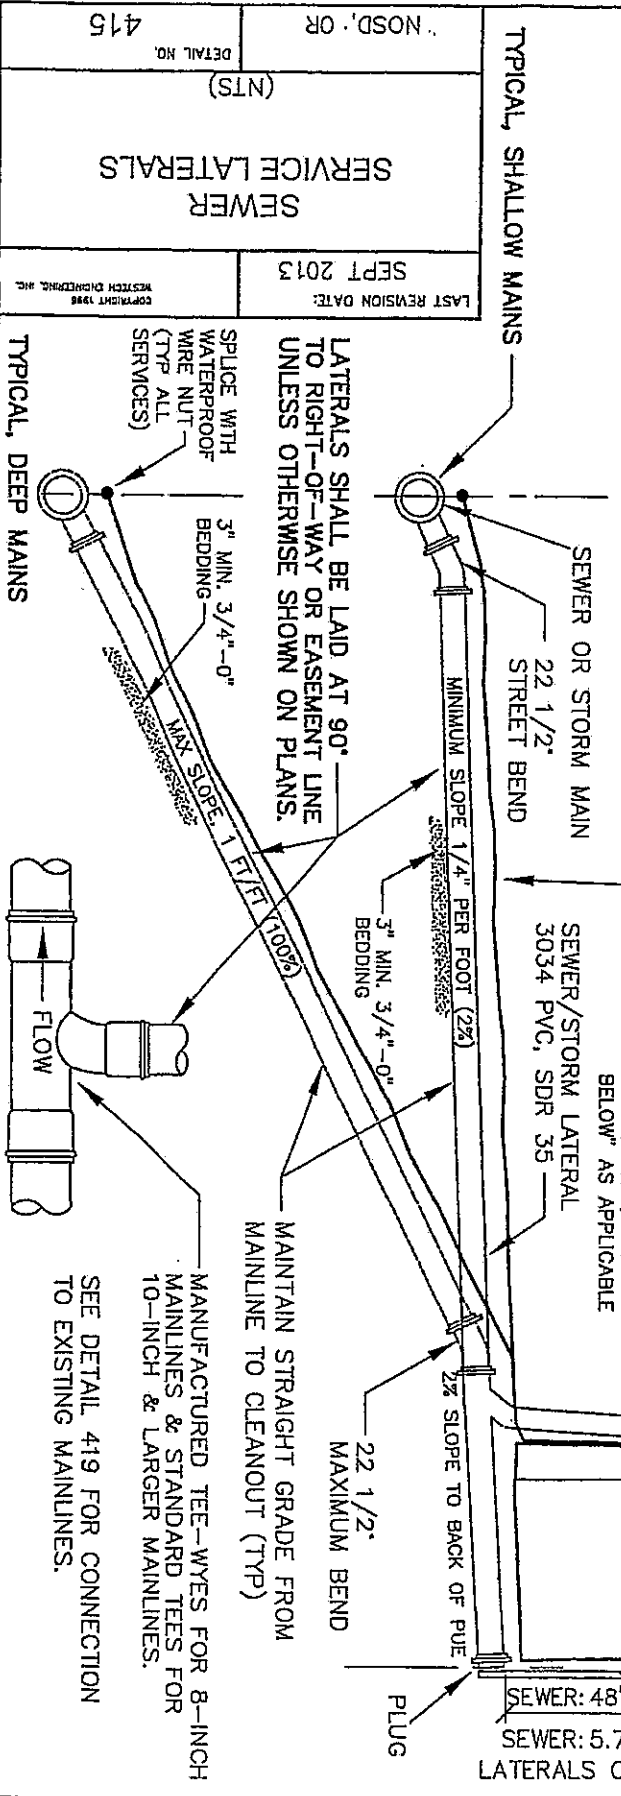 TYPICAL, SHALLOW MAINS
SEWER OR STORM MAIN
22 1/2°
STREET BEND
BELOW" AS APPLICABLE
SEWER/STORM LATERAL
3034 PVC, SDR 35
MINIMUM SLOPE 1/4" PER FOOT (2%)
3" MIN. 3/4"-0"
BEDDING
2% SLOPE TO BACK OF PUE
22 1/2°
MAXIMUM BEND
PLUG
SEWER: 48"
SEWER: 5.7
LATERALS
LATERALS SHALL BE LAID AT 90°
TO RIGHT-OF-WAY OR EASEMENT LINE
UNLESS OTHERWISE SHOWN ON PLANS.
SPLICE WITH
WATERPROOF
WIRE NUT
(TYP ALL
SERVICES)
3" MIN. 3/4"-0"
BEDDING
MAX SLOPE, 1 FT/FT (100%)
TYPICAL, DEEP MAINS
MAINTAIN STRAIGHT GRADE FROM
MAINLINE TO CLEANOUT (TYP)
FLOW
MANUFACTURED TEE-WYES FOR 8-INCH
MAINLINES & STANDARD TEES FOR
10-INCH & LARGER MAINLINES.
SEE DETAIL 419 FOR CONNECTION
TO EXISTING MAINLINES.
LAST REVISION DATE:
SEPT 2013
COPYRIGHT 1996
WESTECH ENGINEERING, INC.
SEWER
SERVICE LATERALS
(NTS)
NOSD, OR
DETAIL NO.
415